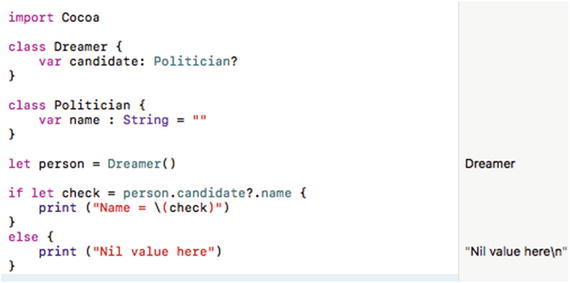 import Cocoa
class Dreamer {
    var candidate: Politician?
}
class Politician {
    var name : String = ""
}
let person = Dreamer()
Dreamer
if let check = person.candidate?.name {
    print ("Name = \(check)")
}
else {
    print ("Nil value here")
"Nil value here\n"
}